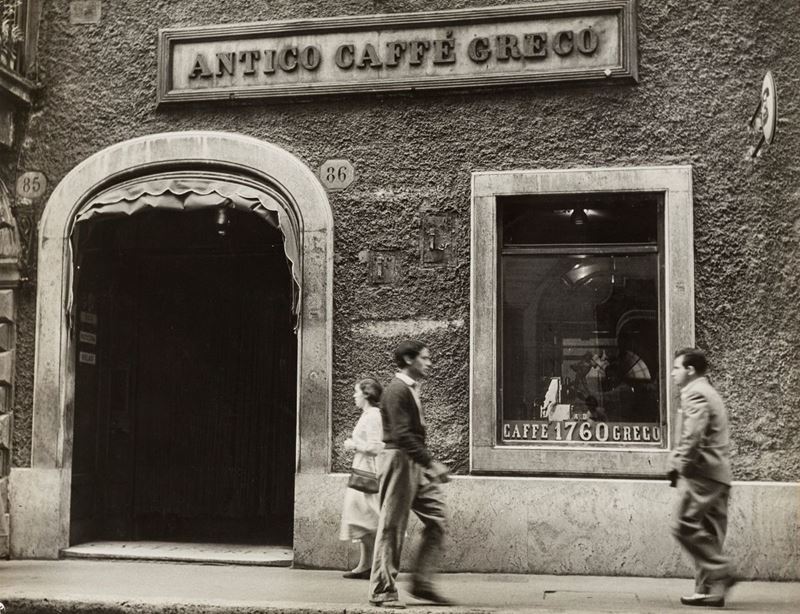 ANTICO CAFFÉ GRECO
85
86
CAFFE 1760 GRECO